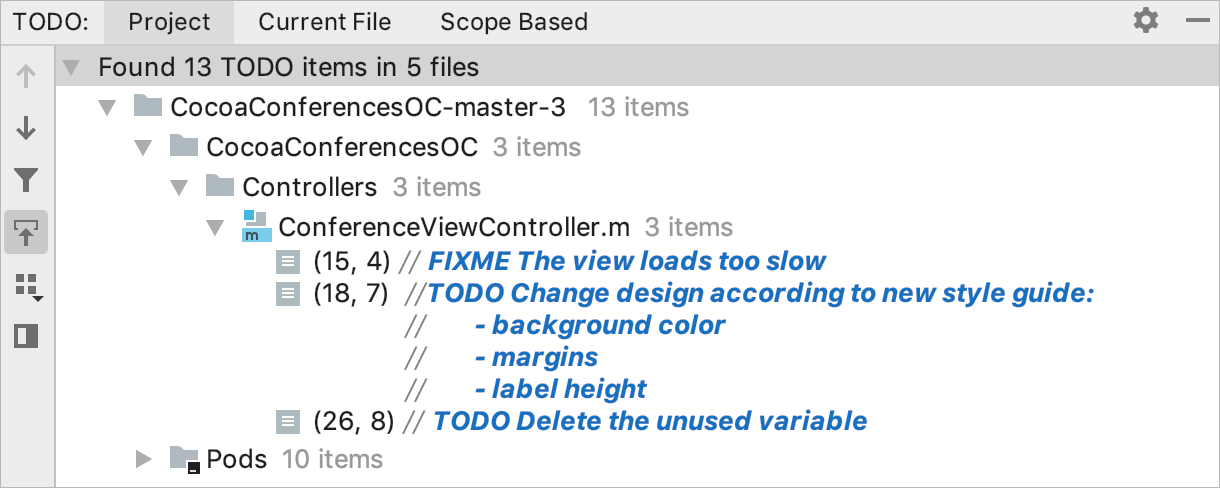 TODO: Project Current File Scope Based
Found 13 TODO items in 5 files
CocoaConferencesOC-master-3 13 items
CocoaConferencesOC 3 items
Controllers 3 items
m ConferenceViewController.m 3 items
(15, 4) // FIXME The view loads too slow
(18, 7) //TODO Change design according to new style guide:
// - background color
// - margins
// - label height
(26, 8) // TODO Delete the unused variable
Pods 10 items